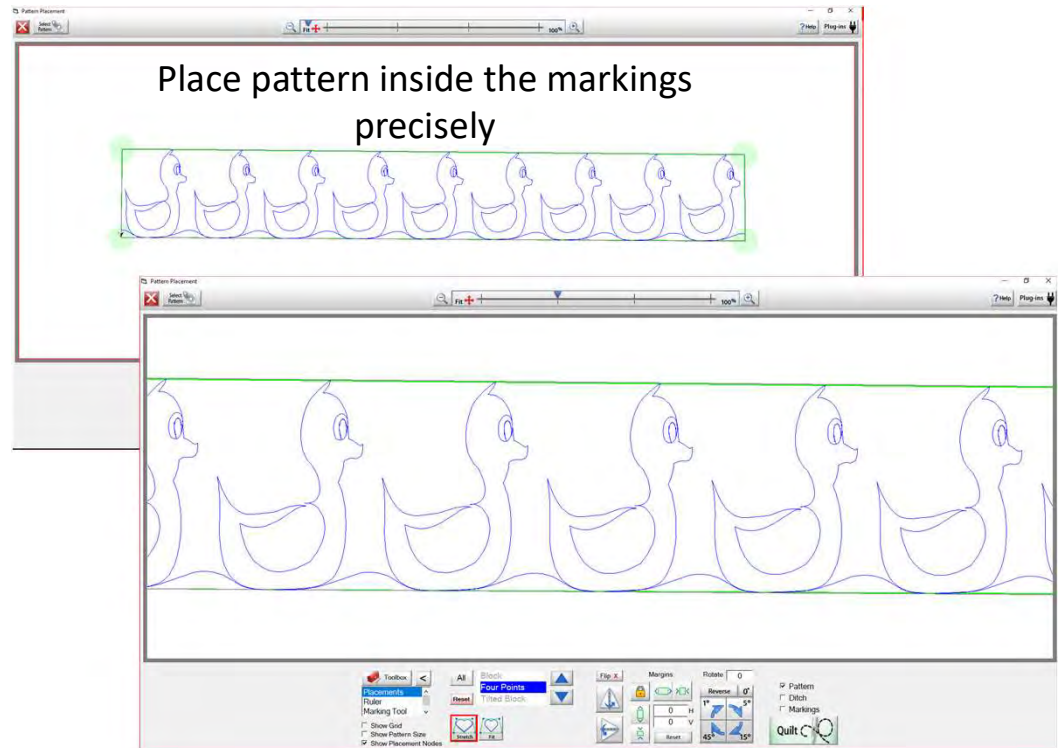 Pattern Placement
Select Pattern
Fit
100%
?Help
Plug-ins
Place pattern inside the markings
precisely
Pattern Placement
Select Pattern
Fit
100%
?Help
Plug-ins
Toolbox
<
All
Block
Flip X
Margins
Rotate
0
Placements
Four Points
Reverse
0°
Pattern
Ruler
Reset
Tilted Block
1°
5°
Ditch
Marking Tool
0
H
Markings
Show Grid
0
V
Show Pattern Size
Stretch
Fit
Reset
45°
15°
Quilt
Show Placement Nodes